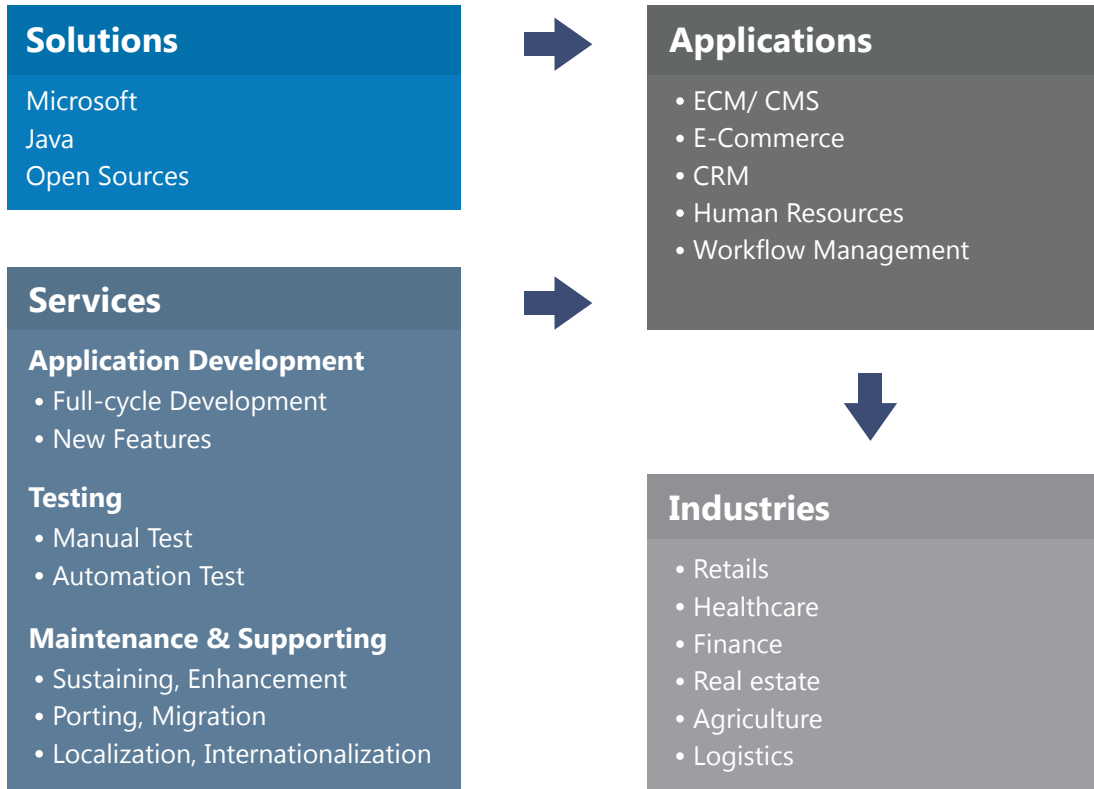 Solutions
Microsoft
Java
Open Sources
Services
Application Development
• Full-cycle Development
• New Features
Testing
• Manual Test
• Automation Test
Maintenance & Supporting
• Sustaining, Enhancement
• Porting, Migration
• Localization, Internationalization
Applications
• ECM/ CMS
• E-Commerce
• CRM
• Human Resources
• Workflow Management
Industries
• Retails
• Healthcare
• Finance
• Real estate
• Agriculture
• Logistics